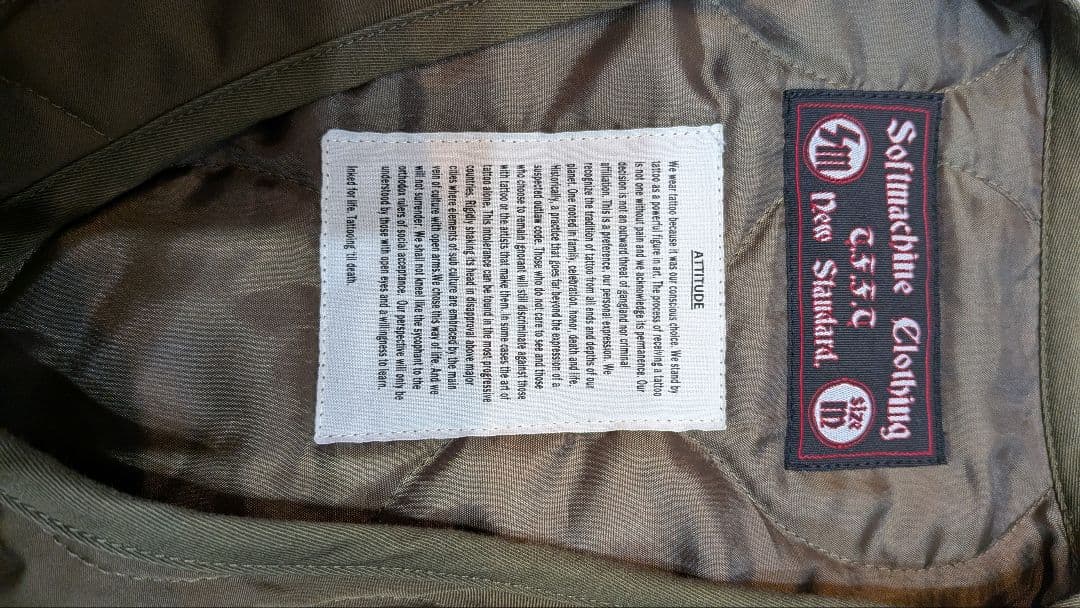 Softmachine Clothing
T.F.F.T
SM New Standard. size M
ATTITUDE
We wear tattoo because it was our conscious choice. We stand by
tattoo as a powerful figure in art. The process of receiving a tattoo
is not one without pain and we acknowledge its permanence. Our
decision is not an outward threat of gangland nor criminal
affiliation. This is a preference, our personal expression. We
recognize the tradition of tattoo from all ends and depths of our
planet. One rooted in family, celebration, honor, death and life.
Historically, a practice that goes far beyond the expression of a
suspected outlaw code. Those who do not care to see and those
who choose to remain ignorant will still discriminate against those
with tattoo or the artists that make them. In some cases the art of
tattoo alone. This intolerance can be found in the most progressive
countries. Rigidly shaking its head in disapprove above major
cities where elements of sub culture are embraced by the main
vein of culture with open arms.We chose this way of life. And we
will not surrender. We shall not kneel like the sycophant to the
orthodox rulers of social acceptance. Our perspective will only be
understood by those with open eyes and a willingness to learn.
Inked for life. Tattooing 'til death.